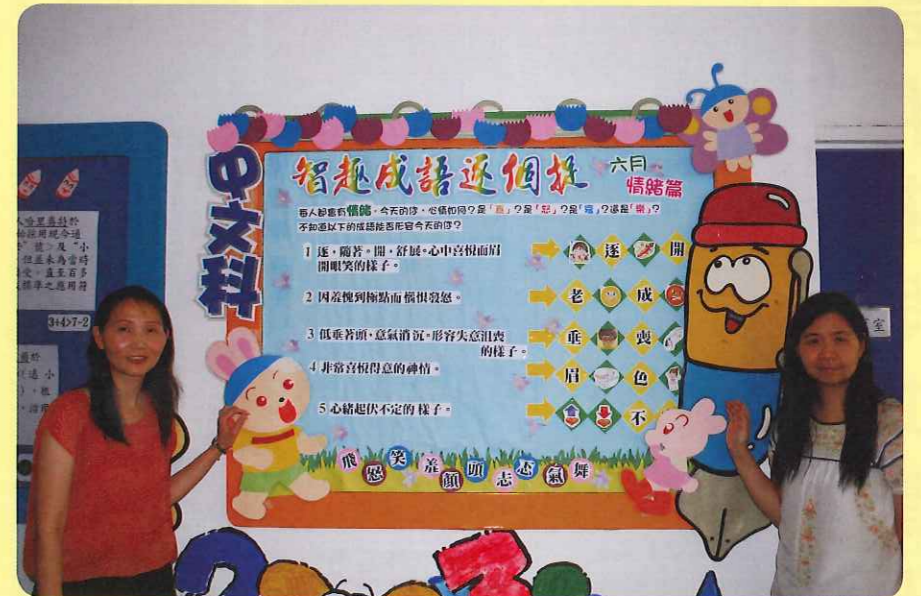 中文科
智趣成語逐個捉
六月
情緒篇
每人都會有情緒，今天的你，心情如何？是「喜」？是「怒」？是「哀」？還是「樂」？
不知道以下的成語能否形容今天的你？
1 逐，隨著。開，舒展。心中喜悅而眉
開眼笑的樣子。
逐 開
2 因羞愧到極點而惱恨發怒。
老 成
3 低垂著頭，意氣消沉。形容失意沮喪
的樣子。
垂 喪
4 非常喜悅得意的神情。
眉 色
5 心緒起伏不定的樣子。
不
飛 怒 笑 羞 顏 頭 志 忐 氣 舞
3+4>7-2
室